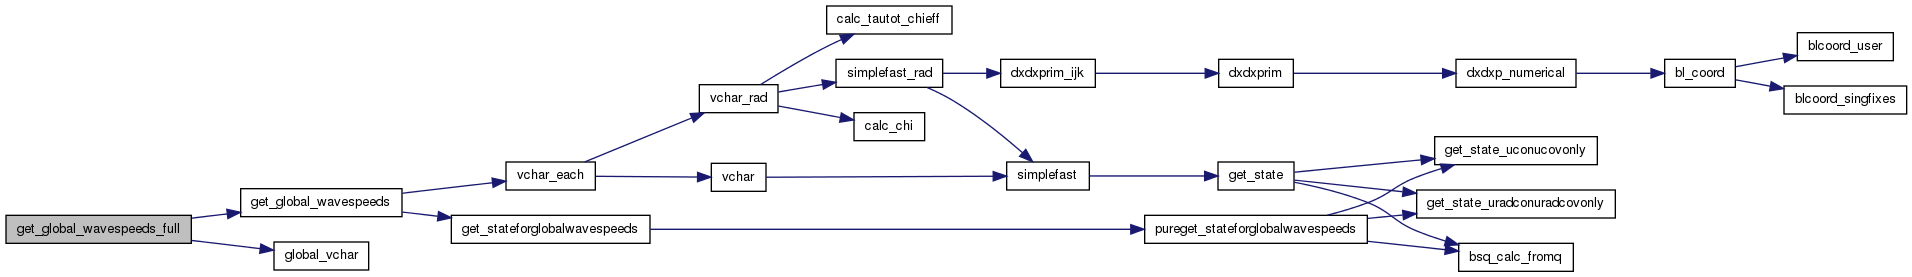 get_global_wavespeeds_full
get_global_wavespeeds
global_vchar
vchar_each
get_stateforglobalwavespeeds
vchar_rad
vchar
calc_tautot_chieff
simplefast_rad
calc_chi
dxdxprim_ijk
simplefast
dxdxprim
get_state
pureget_stateforglobalwavespeeds
dxdxp_numerical
get_state_uconucovonly
get_state_uradconuradcovonly
bsq_calc_fromq
bl_coord
blcoord_user
blcoord_singfixes